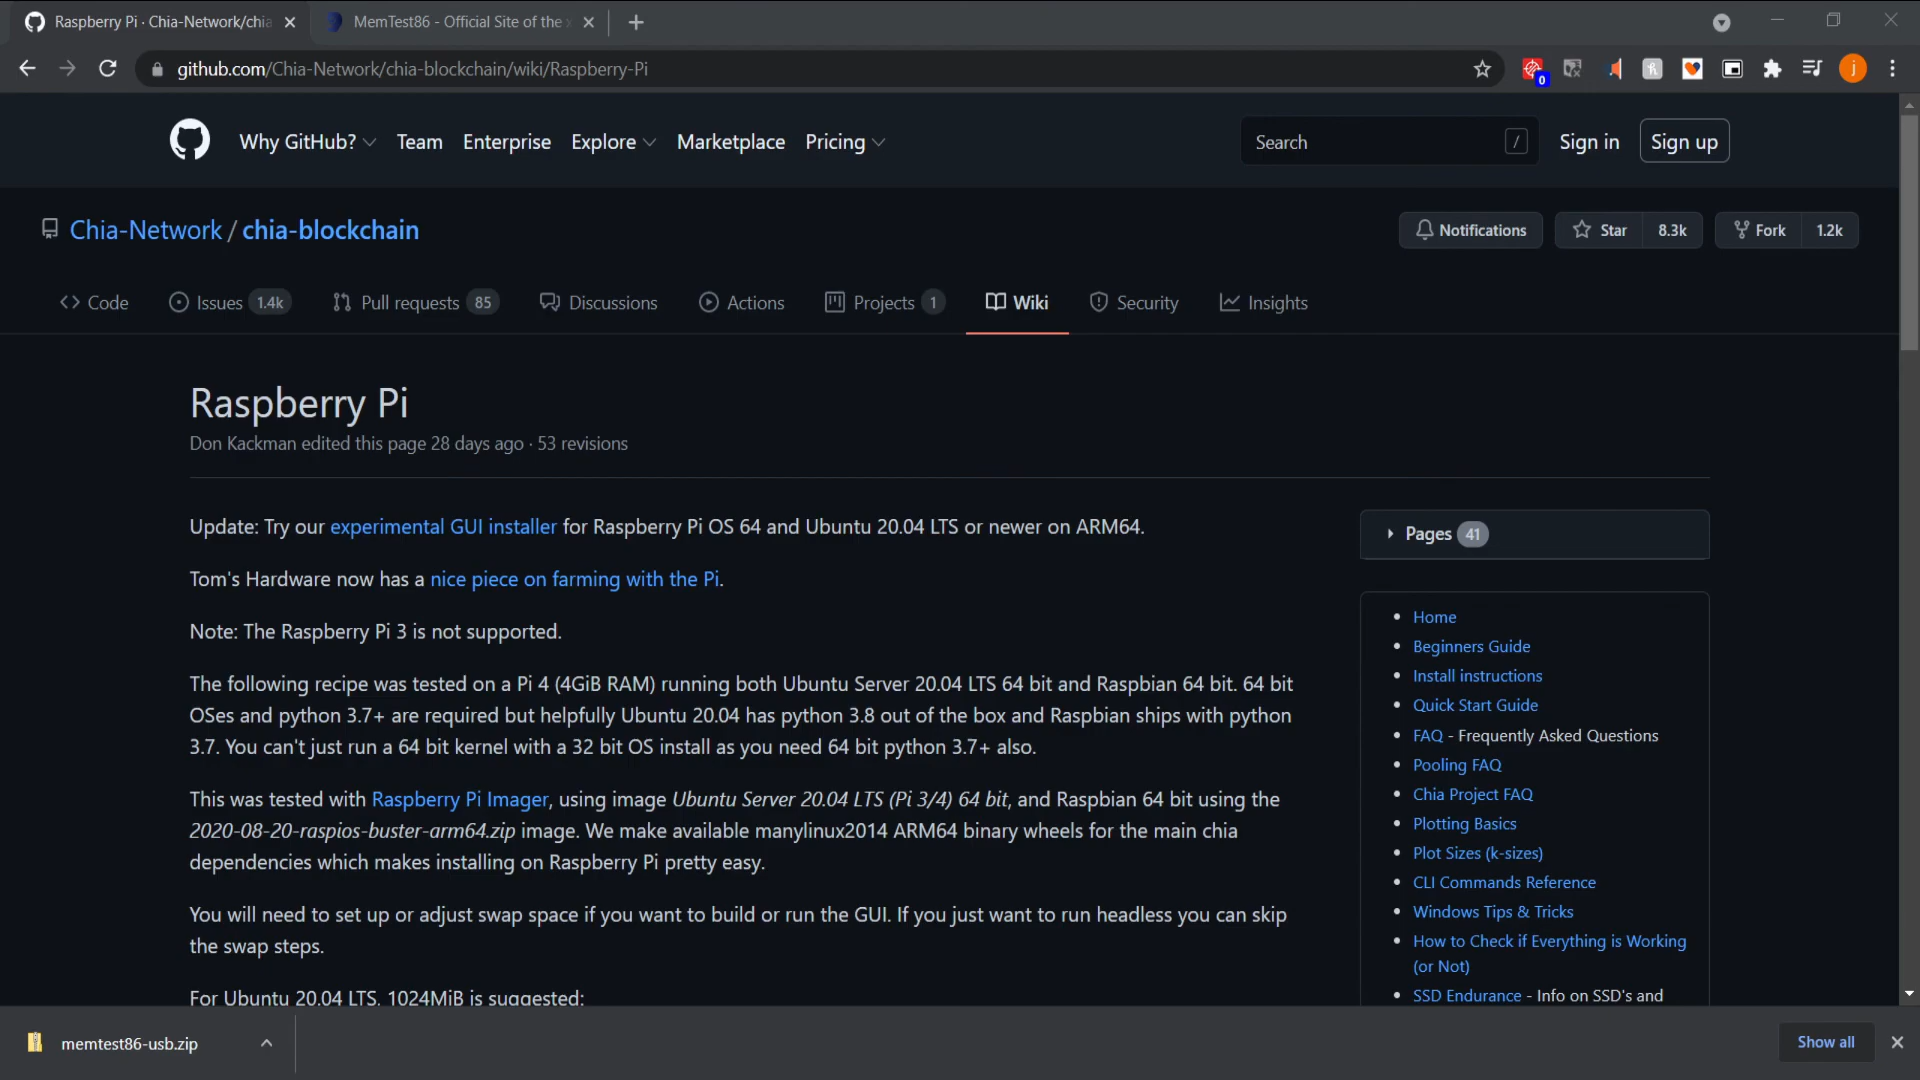 Raspberry Pi · Chia-Network/chia
MemTest86 - Official Site of the
github.com/Chia-Network/chia-blockchain/wiki/Raspberry-Pi
0
j
Why GitHub? Team Enterprise Explore Marketplace Pricing
Search /
Sign in
Sign up
Chia-Network / chia-blockchain
Notifications
Star 8.3k
Fork 1.2k
Code
Issues 1.4k
Pull requests 85
Discussions
Actions
Projects 1
Wiki
Security
Insights
Raspberry Pi
Don Kackman edited this page 28 days ago · 53 revisions
Update: Try our experimental GUI installer for Raspberry Pi OS 64 and Ubuntu 20.04 LTS or newer on ARM64.
Tom's Hardware now has a nice piece on farming with the Pi.
Note: The Raspberry Pi 3 is not supported.
The following recipe was tested on a Pi 4 (4GiB RAM) running both Ubuntu Server 20.04 LTS 64 bit and Raspbian 64 bit. 64 bit
OSes and python 3.7+ are required but helpfully Ubuntu 20.04 has python 3.8 out of the box and Raspbian ships with python
3.7. You can't just run a 64 bit kernel with a 32 bit OS install as you need 64 bit python 3.7+ also.
This was tested with Raspberry Pi Imager, using image Ubuntu Server 20.04 LTS (Pi 3/4) 64 bit, and Raspbian 64 bit using the
2020-08-20-raspios-buster-arm64.zip image. We make available manylinux2014 ARM64 binary wheels for the main chia
dependencies which makes installing on Raspberry Pi pretty easy.
You will need to set up or adjust swap space if you want to build or run the GUI. If you just want to run headless you can skip
the swap steps.
For Ubuntu 20.04 LTS, 1024MiB is suggested:
Pages 41
Home
Beginners Guide
Install instructions
Quick Start Guide
FAQ - Frequently Asked Questions
Pooling FAQ
Chia Project FAQ
Plotting Basics
Plot Sizes (k-sizes)
CLI Commands Reference
Windows Tips & Tricks
How to Check if Everything is Working
(or Not)
SSD Endurance - Info on SSD's and
memtest86-usb.zip
Show all